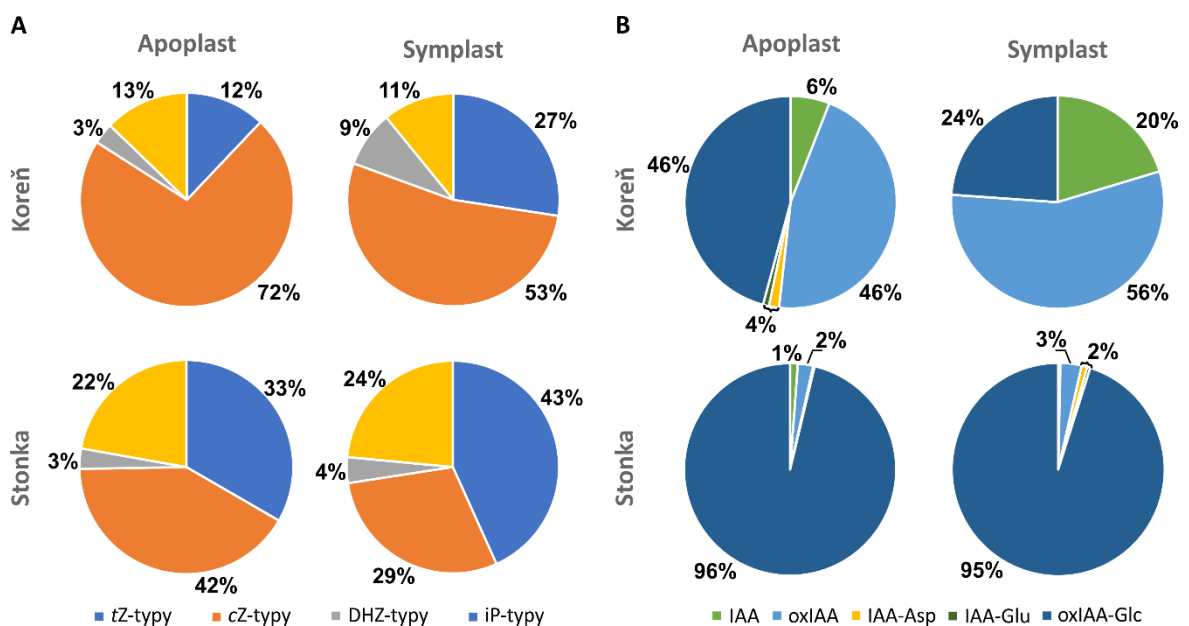 A
Apoplast
Symplast
Koreň
13%
12%
3%
72%
11%
27%
9%
53%
Stonka
22%
33%
3%
42%
24%
43%
4%
29%
tZ-typy cZ-typy DHZ-typy iP-typy
B
Apoplast
Symplast
Koreň
6%
46%
46%
4%
24%
20%
56%
Stonka
1%
2%
96%
3%
2%
95%
IAA oxIAA IAA-Asp IAA-Glu oxIAA-Glc